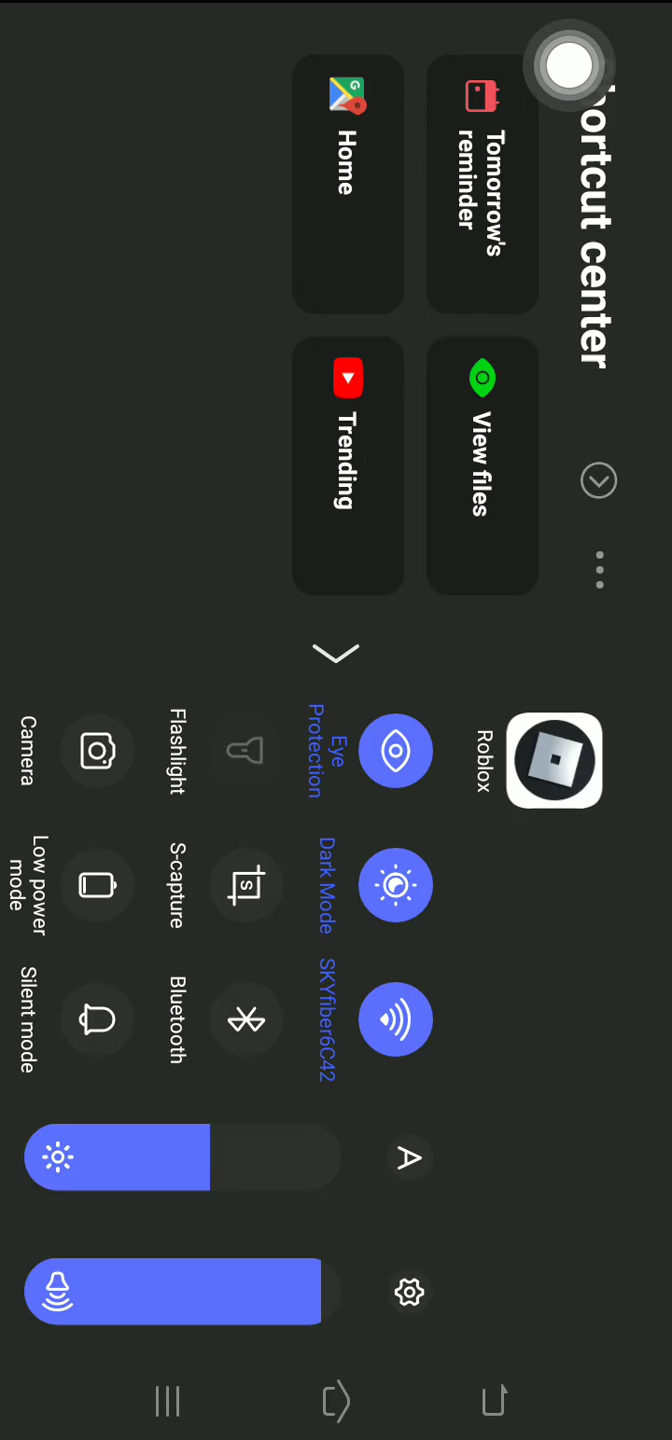 ortcut center
Tomorrow's
reminder
View files
Home
Trending
Roblox
Eye
Protection
Dark Mode
SKYfiber6C42
Flashlight
S-capture
Bluetooth
Camera
Low power
mode
Silent mode
A
S